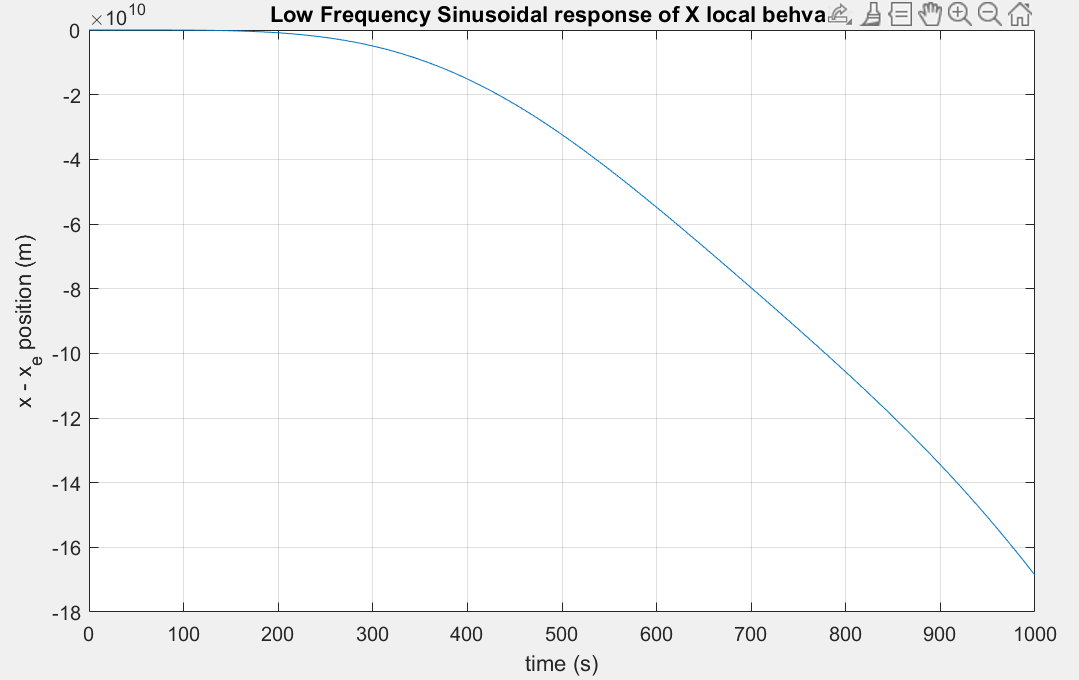 Low Frequency Sinusoidal response of X local behva
×10^10
0
-2
-4
-6
-8
-10
-12
-14
-16
-18
x - x_e position (m)
0 100 200 300 400 500 600 700 800 900 1000
time (s)